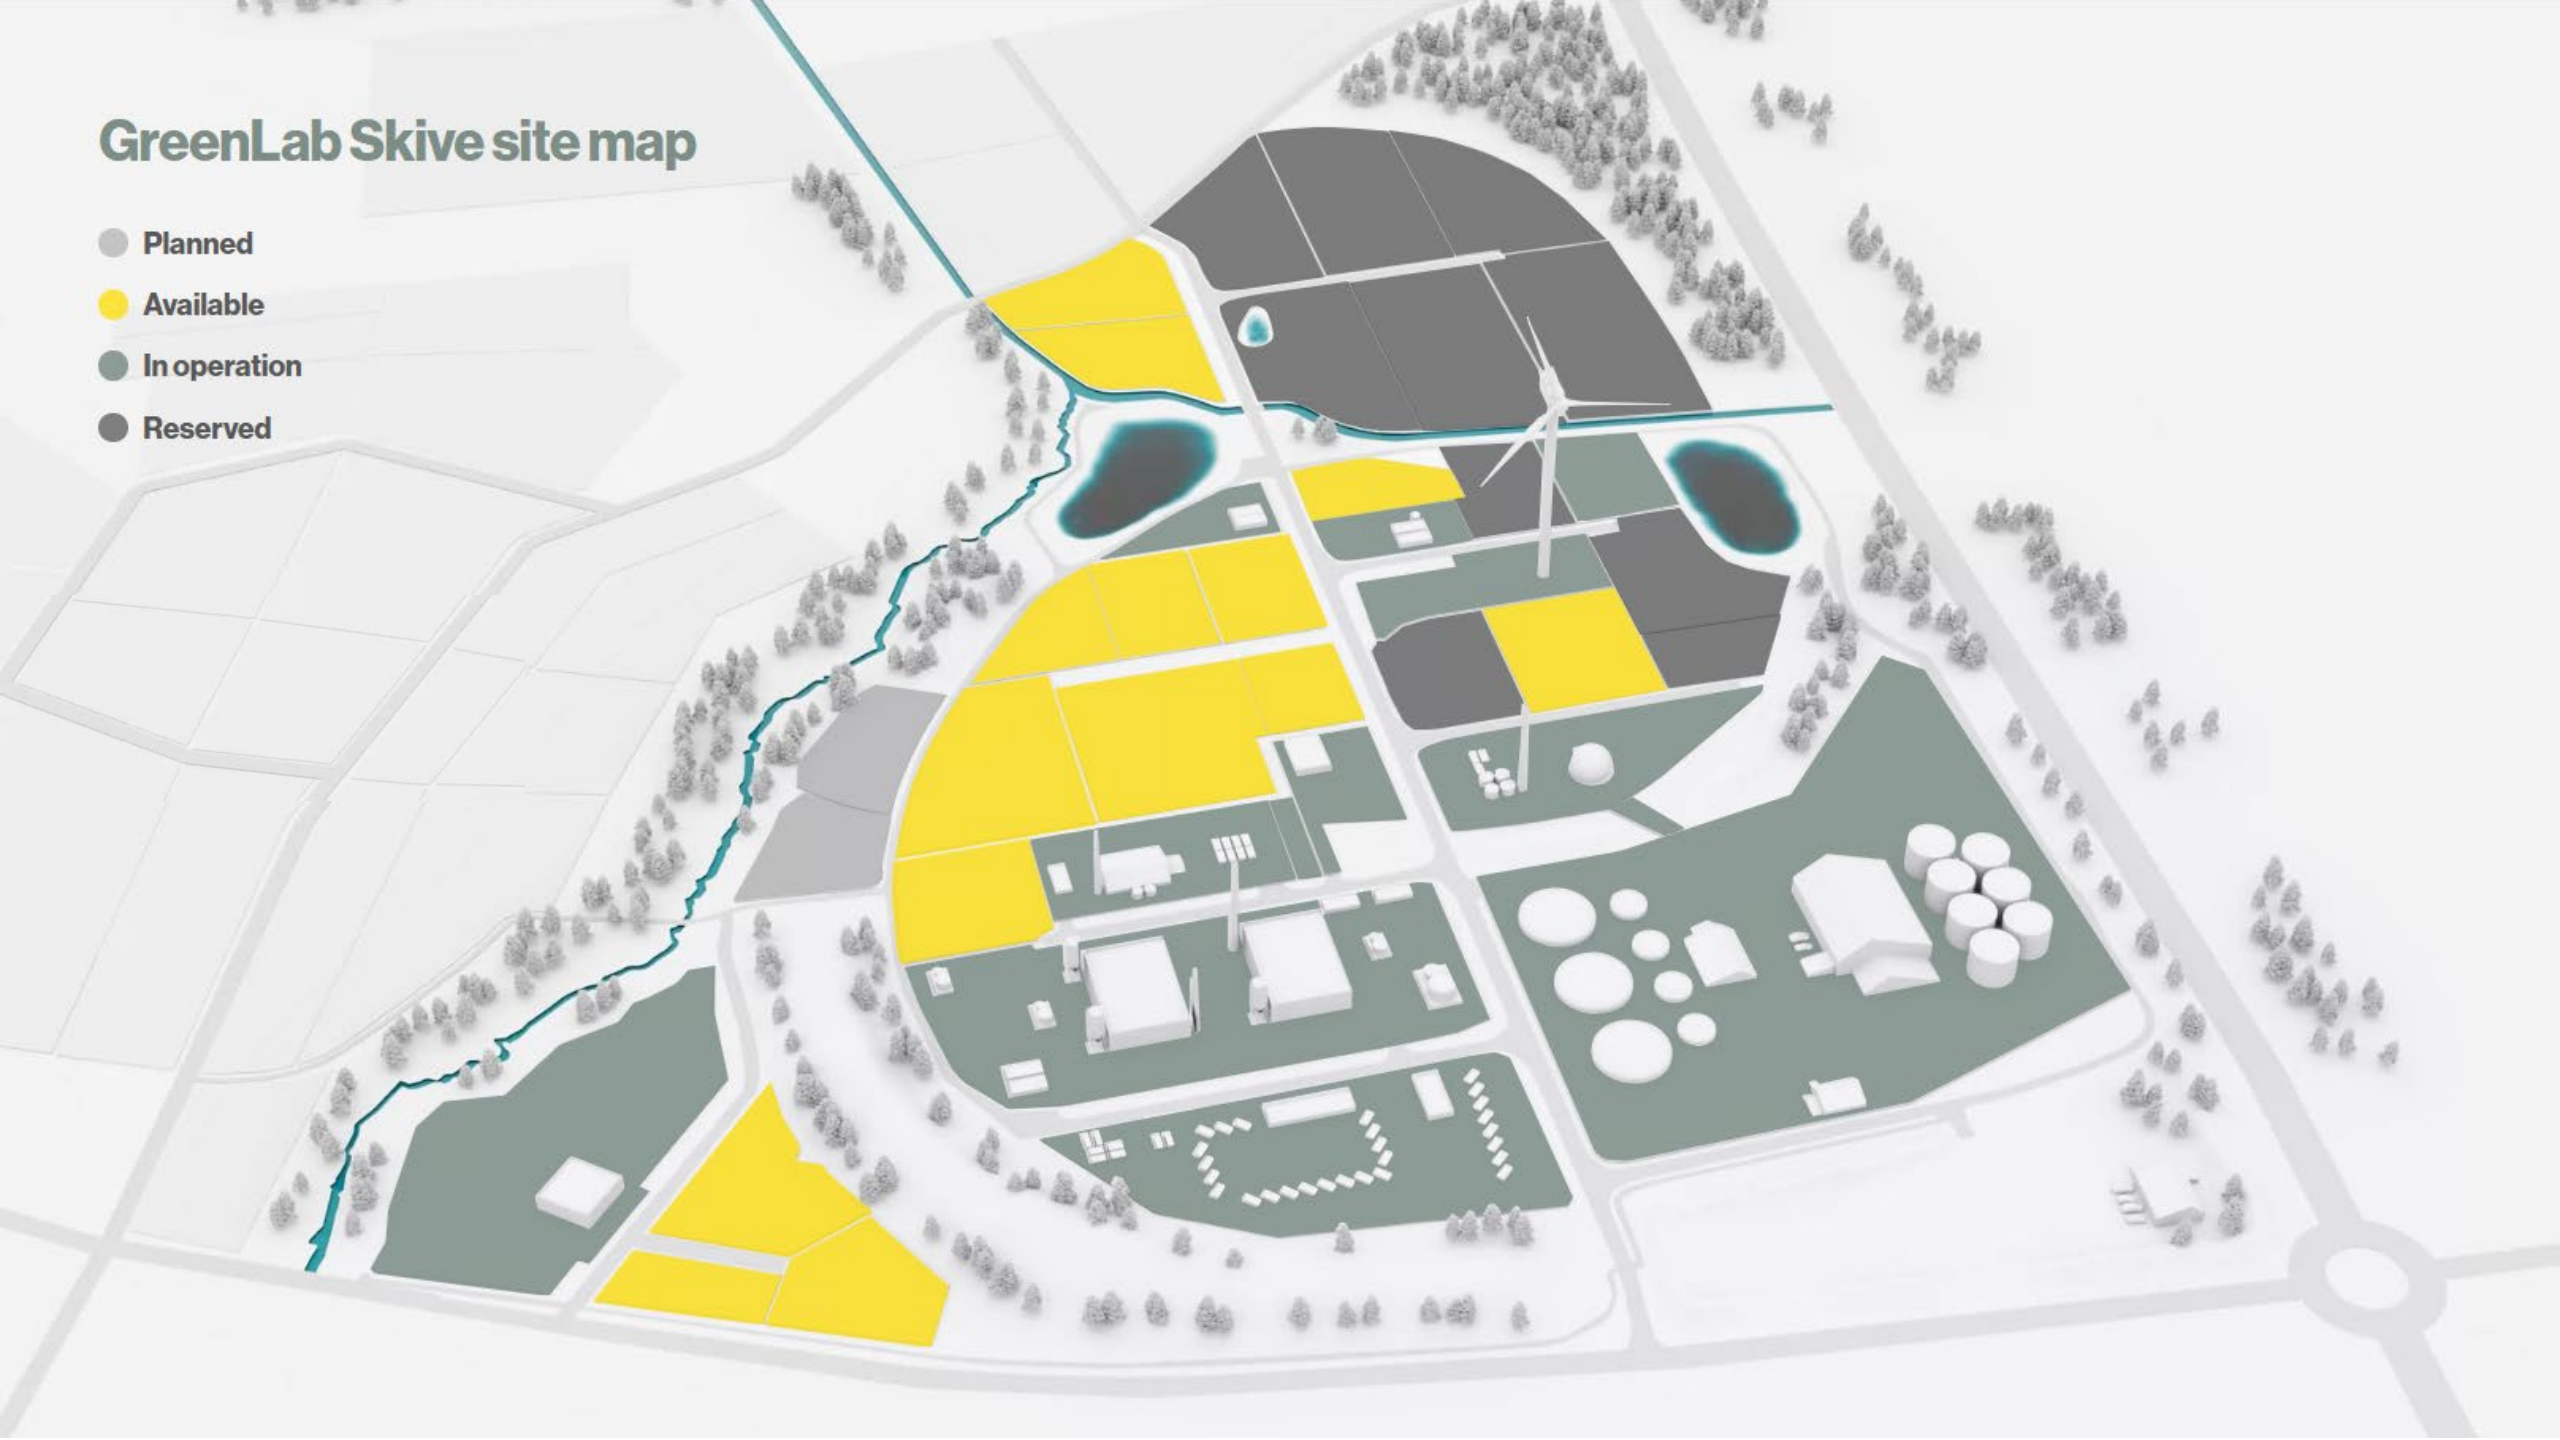 GreenLab Skive site map
Planned
Available
In operation
Reserved